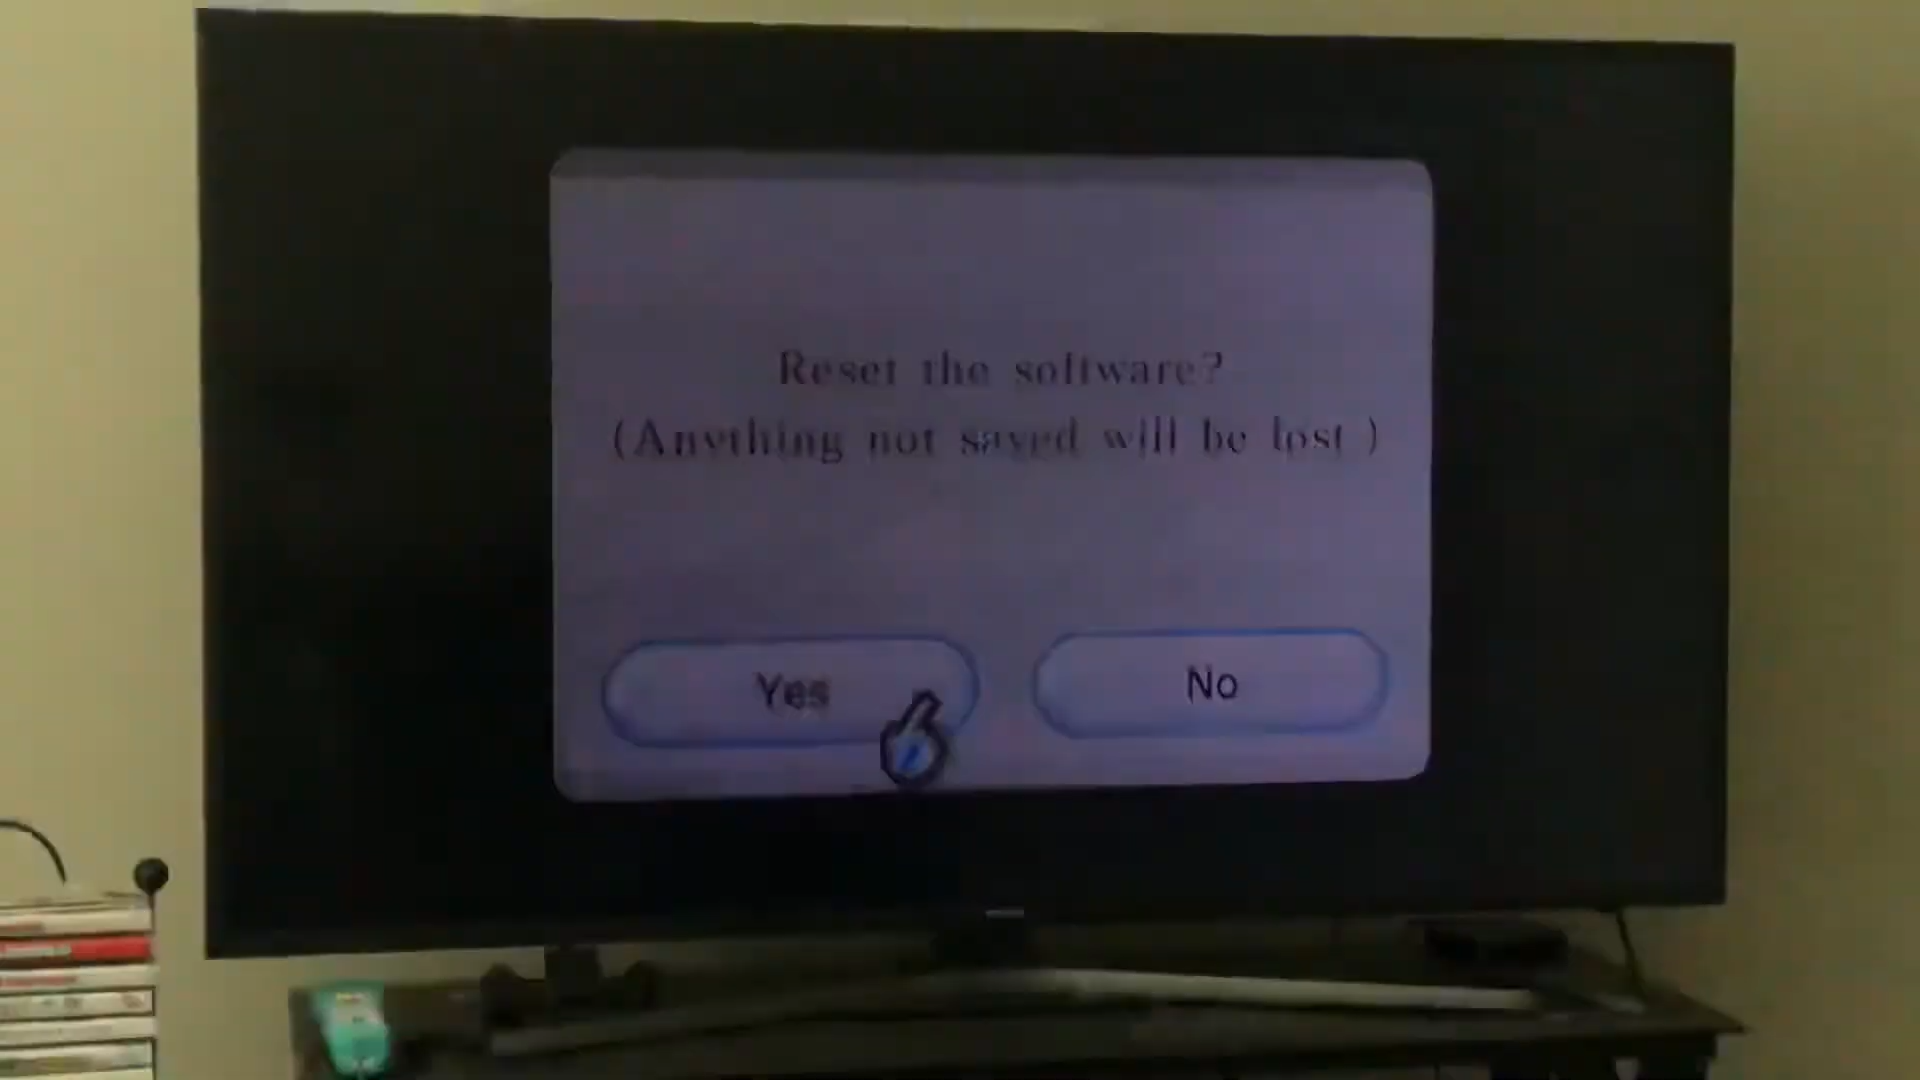 Reset the software?
(Anything not saved will be lost.)
Yes
No